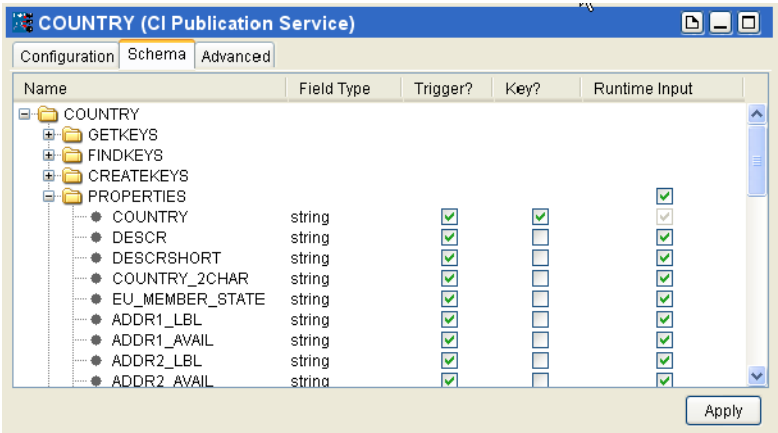 COUNTRY (CI Publication Service)
Configuration Schema Advanced
Name Field Type Trigger? Key? Runtime Input
COUNTRY
GETKEYS
FINDKEYS
CREATEKEYS
PROPERTIES
COUNTRY string
DESCR string
DESCRSHORT string
COUNTRY_2CHAR string
EU_MEMBER_STATE string
ADDR1_LBL string
ADDR1_AVAIL string
ADDR2_LBL string
ADDR2_AVAIL string
Apply